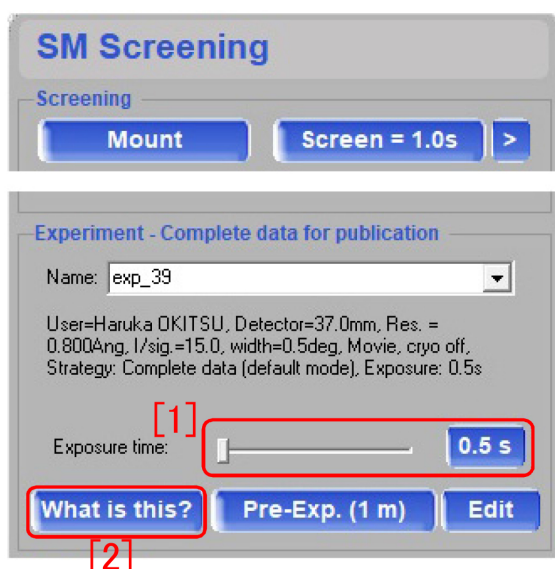 SM Screening
Screening
Mount
Screen = 1.0s
>
Experiment - Complete data for publication
Name: exp_39
User=Haruka OKITSU, Detector=37.0mm, Res. =
0.800Ang, I/sig.=15.0, width=0.5deg, Movie, cryo off,
Strategy: Complete data (default mode), Exposure: 0.5s
[1]
Exposure time:
0.5 s
What is this?
Pre-Exp. (1 m)
Edit
[2]